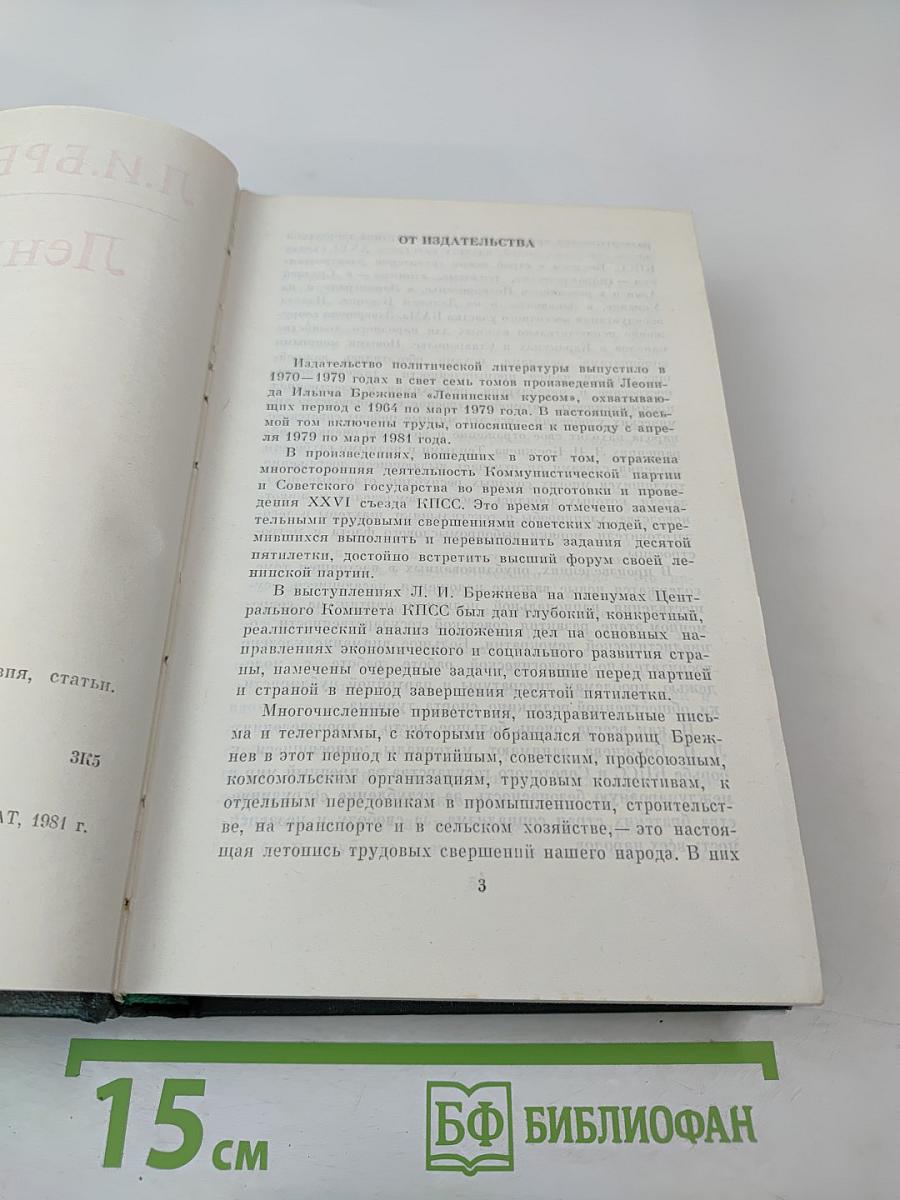 Л.И.БРЕ
Лени
ОТ ИЗДАТЕЛЬСТВА
Издательство политической литературы выпустило в
1970—1979 годах в свет семь томов произведений Леони-
да Ильича Брежнева «Ленинским курсом», охватываю-
щих период с 1964 по март 1979 года. В настоящий, вось-
мой том включены труды, относящиеся к периоду с апре-
ля 1979 по март 1981 года.
В произведениях, вошедших в этот том, отражена
многосторонняя деятельность Коммунистической партии
и Советского государства во время подготовки и прове-
дения XXVI съезда КПСС. Это время отмечено замеча-
тельными трудовыми свершениями советских людей, стре-
мившихся выполнить и перевыполнить задания десятой
пятилетки, достойно встретить высший форум своей ле-
нинской партии.
В выступлениях Л. И. Брежнева на пленумах Цент-
рального Комитета КПСС был дан глубокий, конкретный,
реалистический анализ положения дел на основных на-
правлениях экономического и социального развития стра-
ны, намечены очередные задачи, стоявшие перед партией
и страной в период завершения десятой пятилетки.
Многочисленные приветствия, поздравительные пись-
ма и телеграммы, с которыми обращался товарищ Бреж-
нев в этот период к партийным, советским, профсоюзным,
комсомольским организациям, трудовым коллективам, к
отдельным передовикам в промышленности, строительст-
ве, на транспорте и в сельском хозяйстве,— это настоя-
щая летопись трудовых свершений нашего народа. В них
3
вия, статьи.
3К5
АТ, 1981 г.
15 см
БФ БИБЛИОФАН